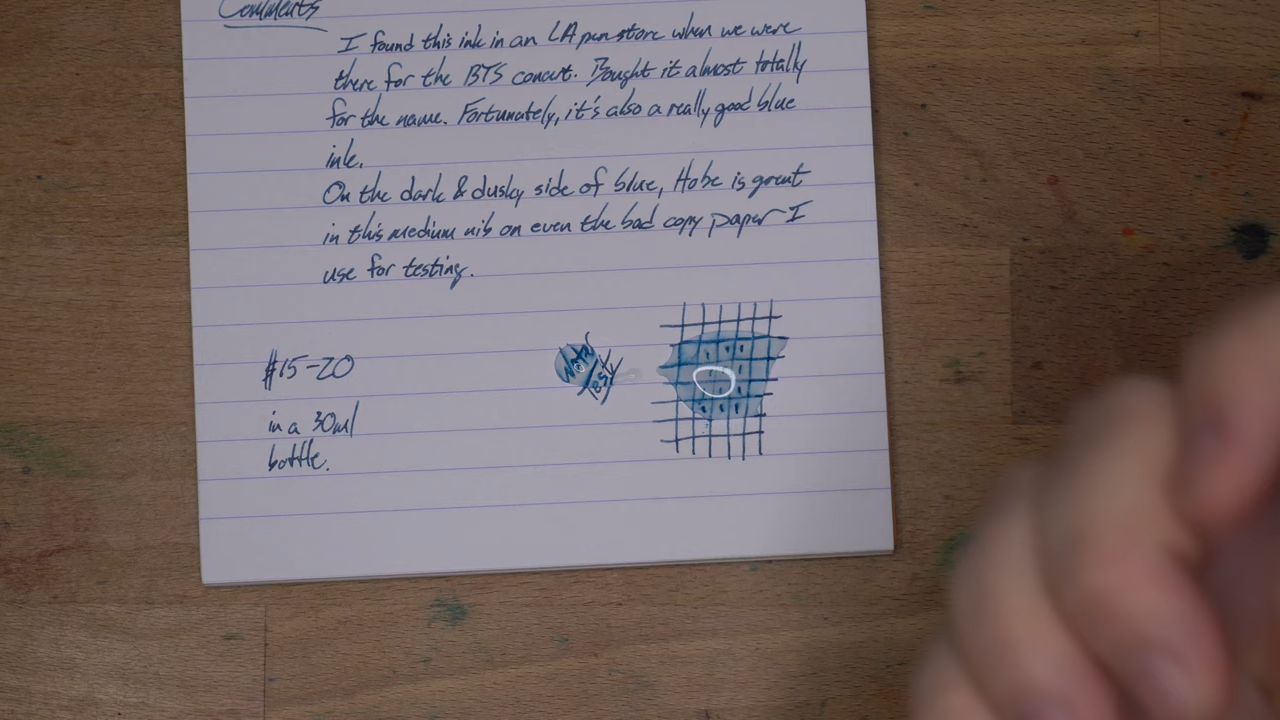 Comments
I found this ink in an LA pen store when we were
there for the BTS concert. Bought it almost totally
for the name. Fortunately, it's also a really good blue
ink.
On the dark & dusky side of blue, Hobe is great
in this medium nib on even the bad copy paper I
use for testing.
$15-20
in a 30ml
bottle.
Water
Test